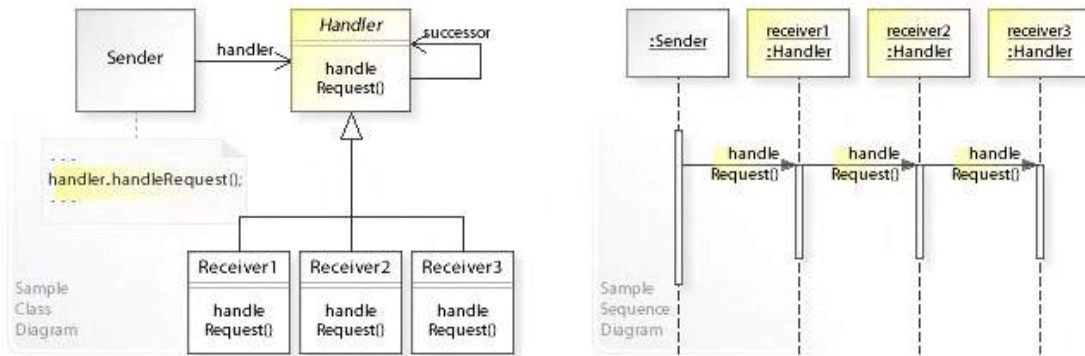 Sender
handler
Handler
handle
Request()
successor
- - -
handler.handleRequest();
- - -
Receiver1
handle
Request()
Receiver2
handle
Request()
Receiver3
handle
Request()
Sample
Class
Diagram
:Sender
receiver1
:Handler
receiver2
:Handler
receiver3
:Handler
handle
Request()
handle
Request()
handle
Request()
Sample
Sequence
Diagram